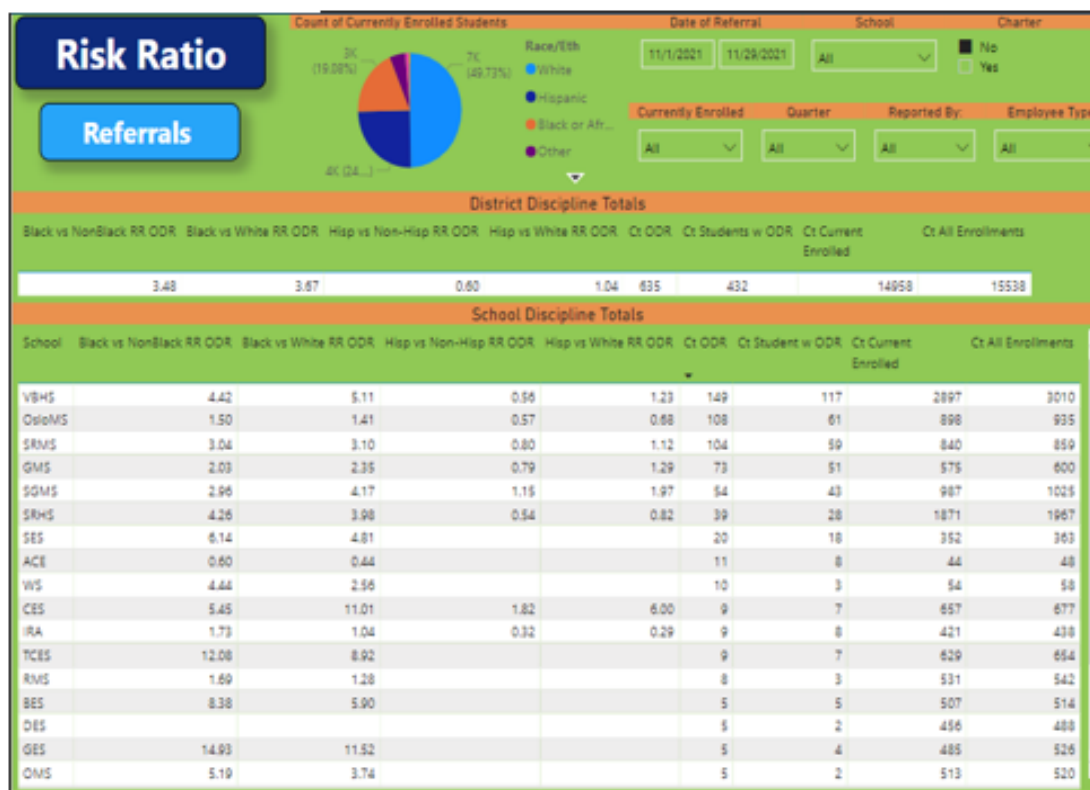 Risk Ratio
Referrals
Count of Currently Enrolled Students
3K
(19.08%)
7K
(49.73%)
4K (24...)
Race/Eth
White
Hispanic
Black or Afr...
Other
Date of Referral
11/1/2021 11/29/2021
School
All
Charter
No
Yes
Currently Enrolled Quarter Reported By: Employee Type
All All All All
District Discipline Totals
Black vs NonBlack RR ODR Black vs White RR ODR Hisp vs Non-Hisp RR ODR Hisp vs White RR ODR Ct ODR Ct Students w ODR Ct Current Enrolled Ct All Enrollments
3.48 3.67 0.60 1.04 635 432 14958 15538
School Discipline Totals
School Black vs NonBlack RR ODR Black vs White RR ODR Hisp vs Non-Hisp RR ODR Hisp vs White RR ODR Ct ODR Ct Student w ODR Ct Current Enrolled Ct All Enrollments
VBHS 4.42 5.11 0.56 1.23 149 117 2897 3010
OsloMS 1.50 1.41 0.57 0.68 108 61 898 935
SRMS 3.04 3.10 0.80 1.12 104 59 840 859
GMS 2.03 2.35 0.79 1.29 73 51 575 600
SGMS 2.96 4.17 1.15 1.97 54 43 987 1025
SRHS 4.26 3.98 0.54 0.82 39 28 1871 1967
SES 6.14 4.81 20 18 352 363
ACE 0.60 0.44 11 8 44 48
WS 4.44 2.56 10 3 54 58
CES 5.45 11.01 1.82 6.00 9 7 657 677
IRA 1.73 1.04 0.32 0.29 9 8 421 438
TCES 12.08 8.92 9 7 629 654
RMS 1.69 1.28 8 3 531 542
BES 8.38 5.90 5 5 507 514
DES 5 2 456 488
GES 14.93 11.52 5 4 485 526
OMS 5.19 3.74 5 2 513 520